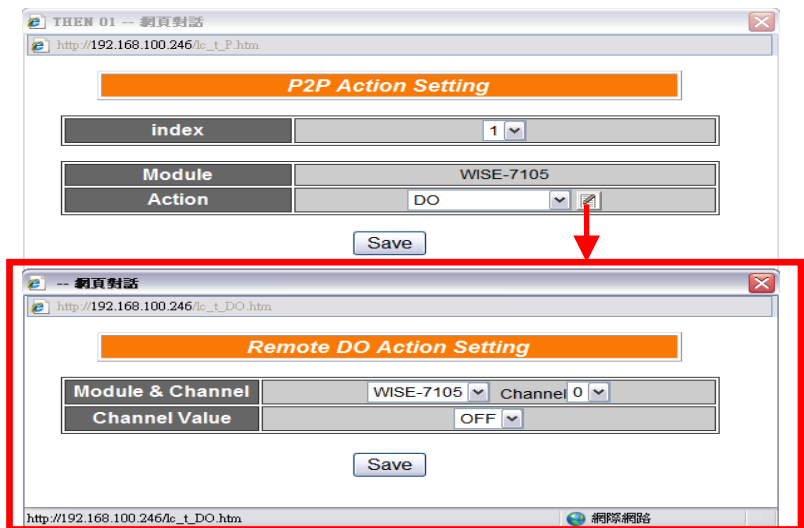 THEN 01 -- 網頁對話
http://192.168.100.246/lc_t_P.htm
P2P Action Setting
index 1
Module WISE-7105
Action DO
Save
-- 網頁對話
http://192.168.100.246/lc_t_DO.htm
Remote DO Action Setting
Module & Channel WISE-7105 Channel 0
Channel Value OFF
Save
http://192.168.100.246/lc_t_DO.htm 網際網路